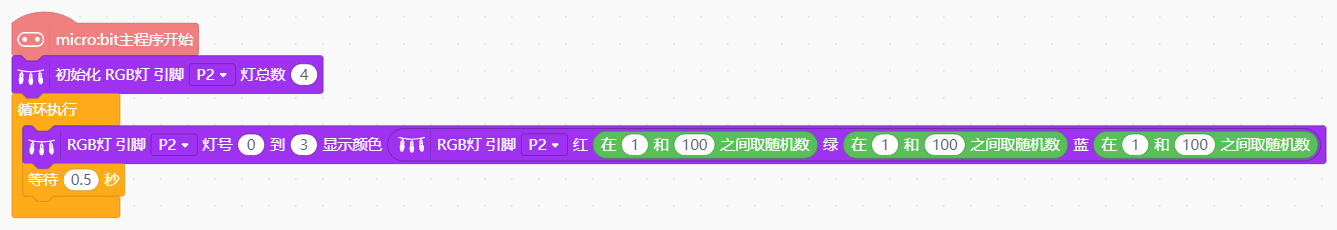 micro:bit主程序开始
初始化 RGB灯 引脚 P2 灯总数 4
循环执行
RGB灯 引脚 P2 灯号 0 到 3 显示颜色 RGB灯 引脚 P2 红 在 1 和 100 之间取随机数 绿 在 1 和 100 之间取随机数 蓝 在 1 和 100 之间取随机数
等待 0.5 秒